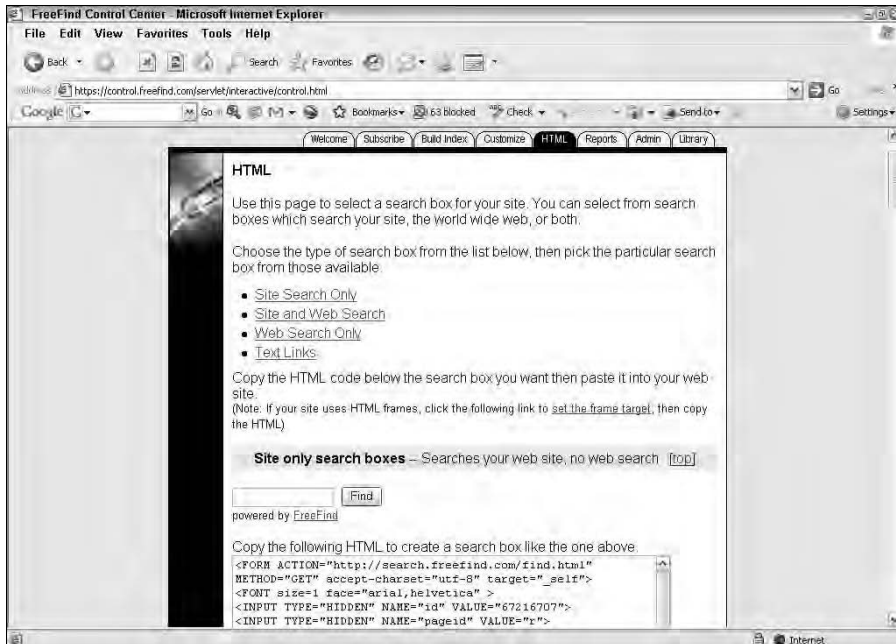 FreeFind Control Center - Microsoft Internet Explorer
File Edit View Favorites Tools Help
Back Search Favorites
https://control.freefind.com/servlet/interactive/control.html Go
Google Go Bookmarks 63 blocked Check Send to Settings
Welcome Subscribe Build Index Customize HTML Reports Admin Library
HTML
Use this page to select a search box for your site. You can select from search
boxes which search your site, the world wide web, or both.
Choose the type of search box from the list below, then pick the particular search
box from those available.
Site Search Only
Site and Web Search
Web Search Only
Text Links
Copy the HTML code below the search box you want then paste it into your web
site.
(Note: If your site uses HTML frames, click the following link to set the frame target, then copy
the HTML)
Site only search boxes – Searches your web site, no web search [top]
Find
powered by FreeFind
Copy the following HTML to create a search box like the one above.
<FORM ACTION="http://search.freefind.com/find.html"
METHOD="GET" accept-charset="utf-8" target="_self">
<FONT size=1 face="arial,helvetica" >
<INPUT TYPE="HIDDEN" NAME="id" VALUE="67216707">
<INPUT TYPE="HIDDEN" NAME="pageid" VALUE="r">
Internet